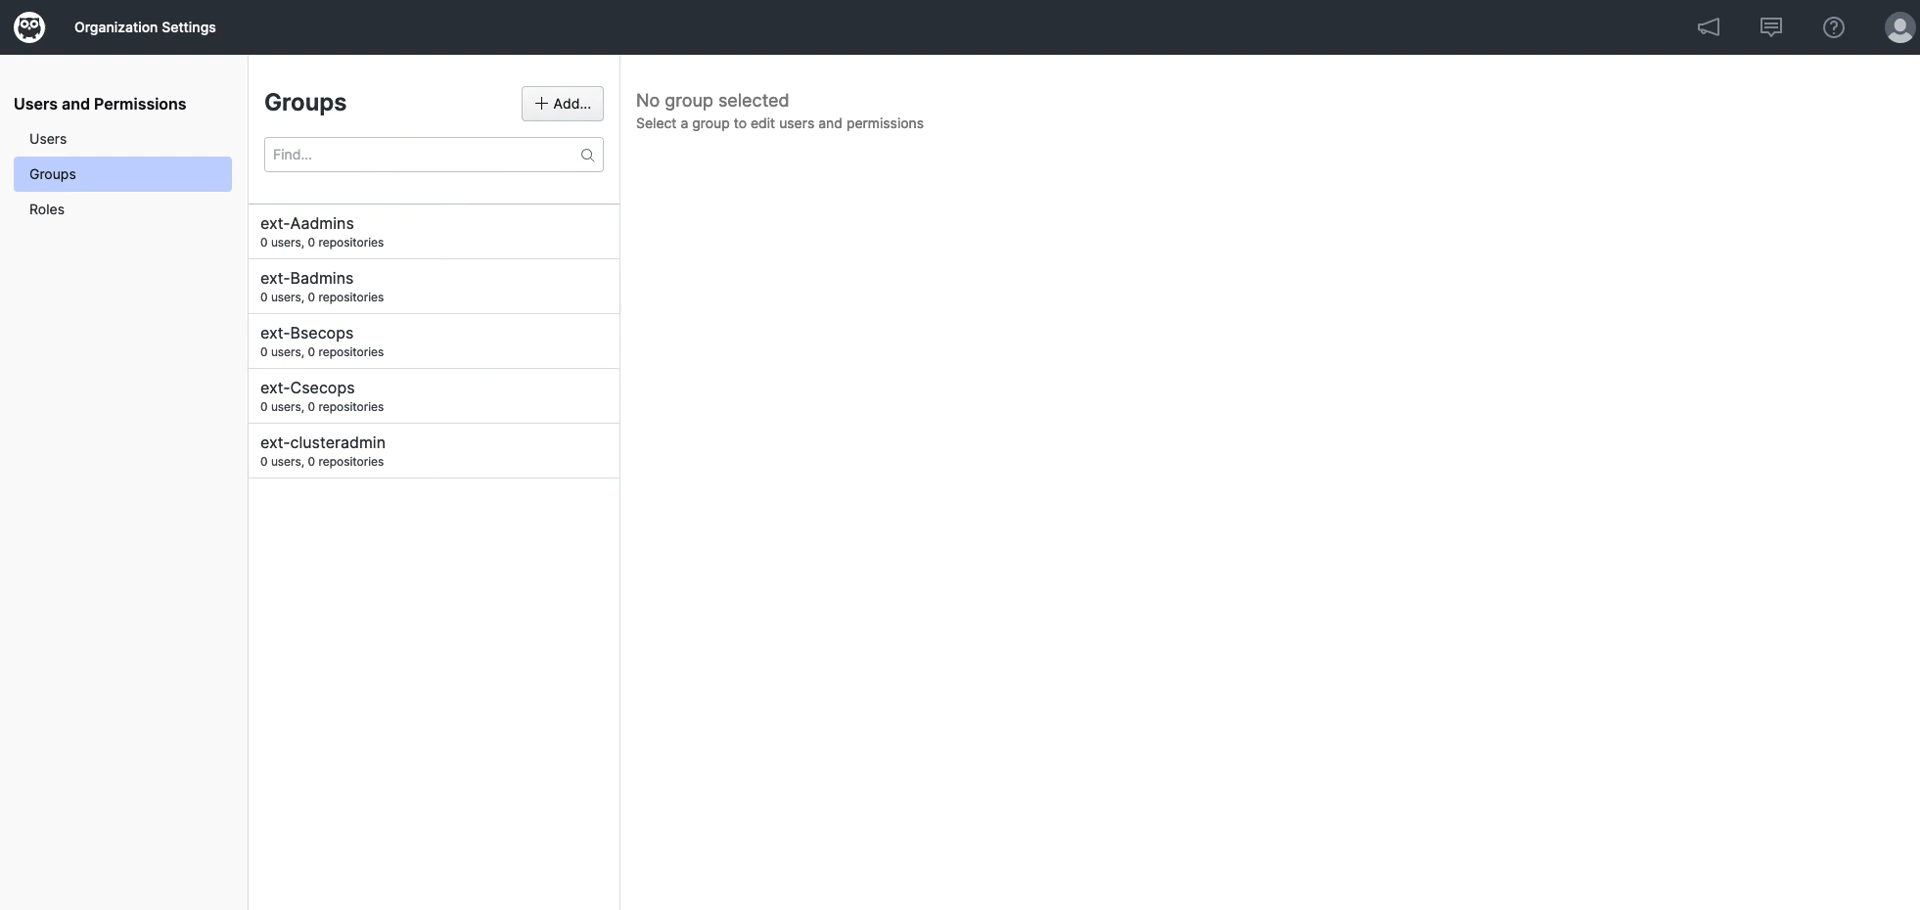 Organization Settings
Users and Permissions
Users
Groups
Roles
Groups
+ Add...
Find...
ext-Aadmins
0 users, 0 repositories
ext-Badmins
0 users, 0 repositories
ext-Bsecops
0 users, 0 repositories
ext-Csecops
0 users, 0 repositories
ext-clusteradmin
0 users, 0 repositories
No group selected
Select a group to edit users and permissions